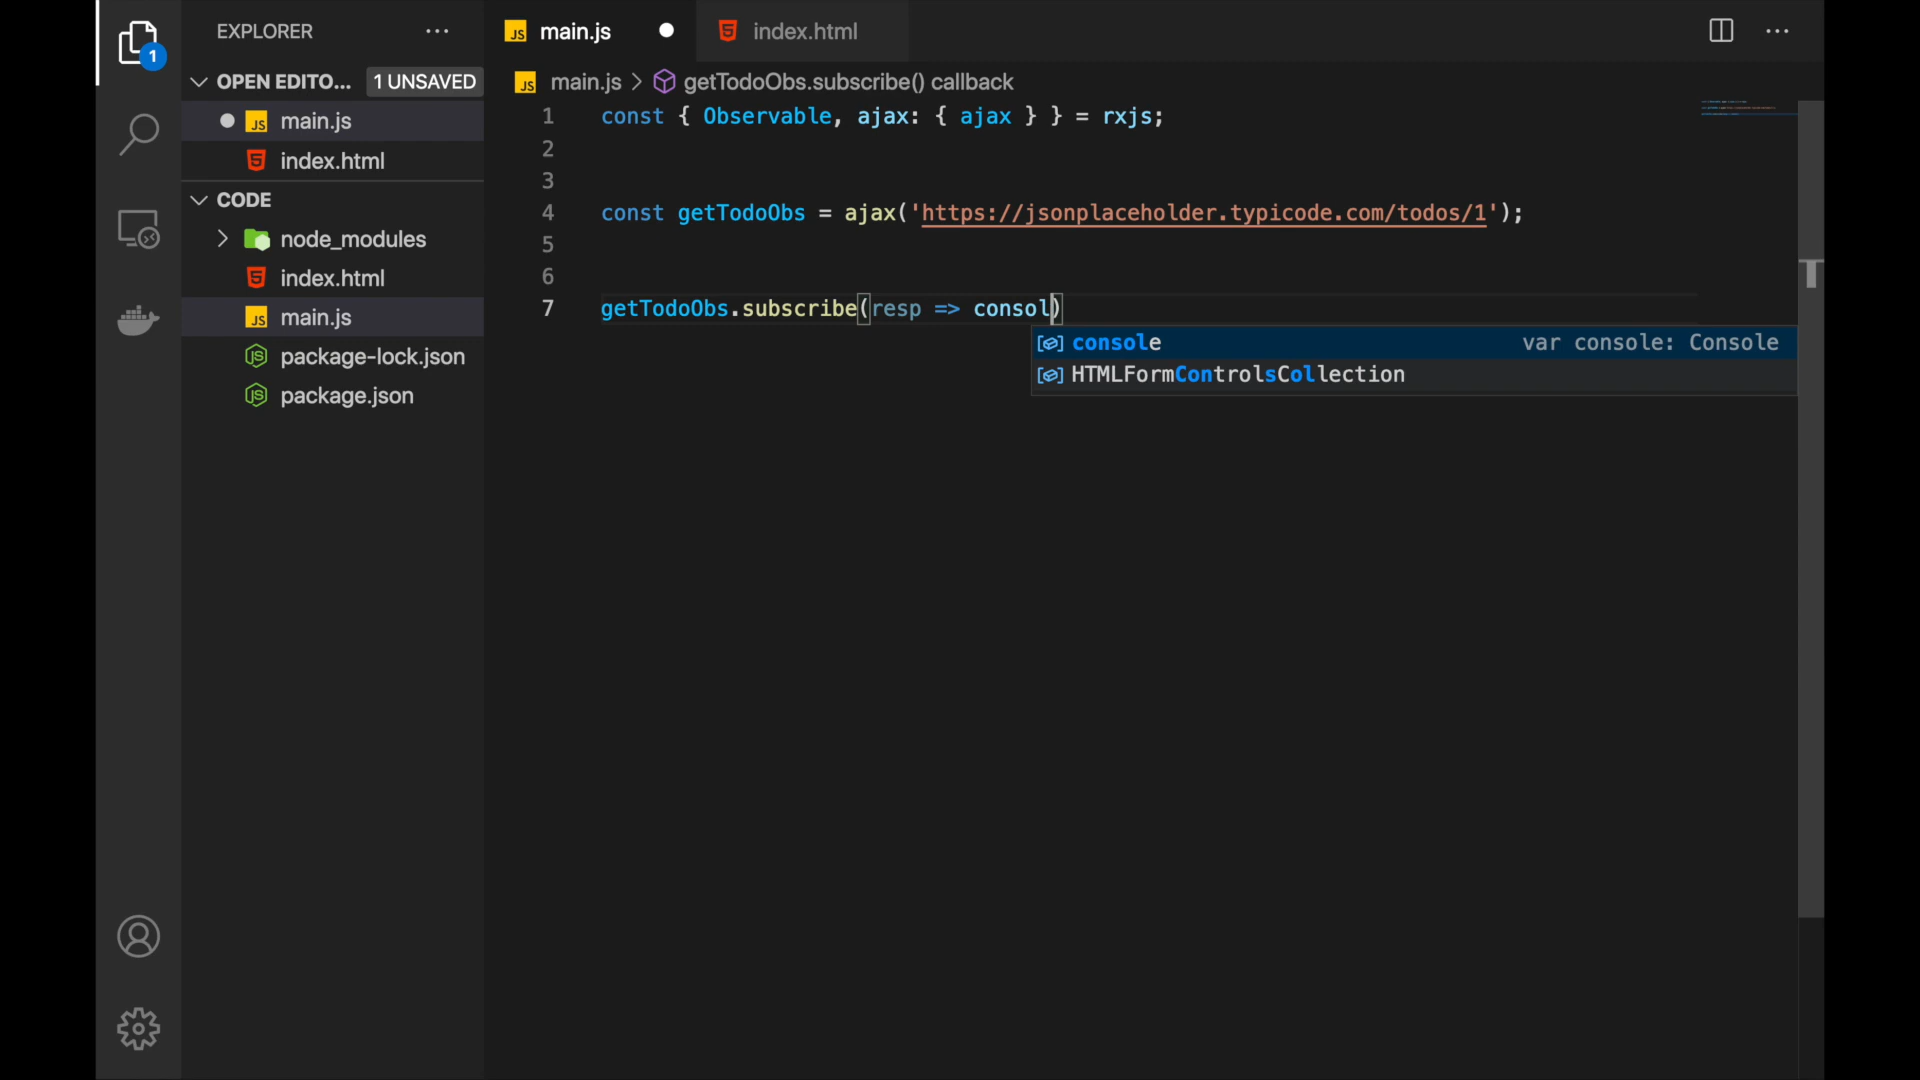 EXPLORER
OPEN EDITO... 1 UNSAVED
main.js
index.html
CODE
node_modules
index.html
main.js
package-lock.json
package.json
1
main.js
index.html
main.js > getTodoObs.subscribe() callback
1 const { Observable, ajax: { ajax } } = rxjs;
2
3
4 const getTodoObs = ajax('https://jsonplaceholder.typicode.com/todos/1');
5
6
7 getTodoObs.subscribe(resp => consol)
console var console: Console
HTMLFormControlsCollection